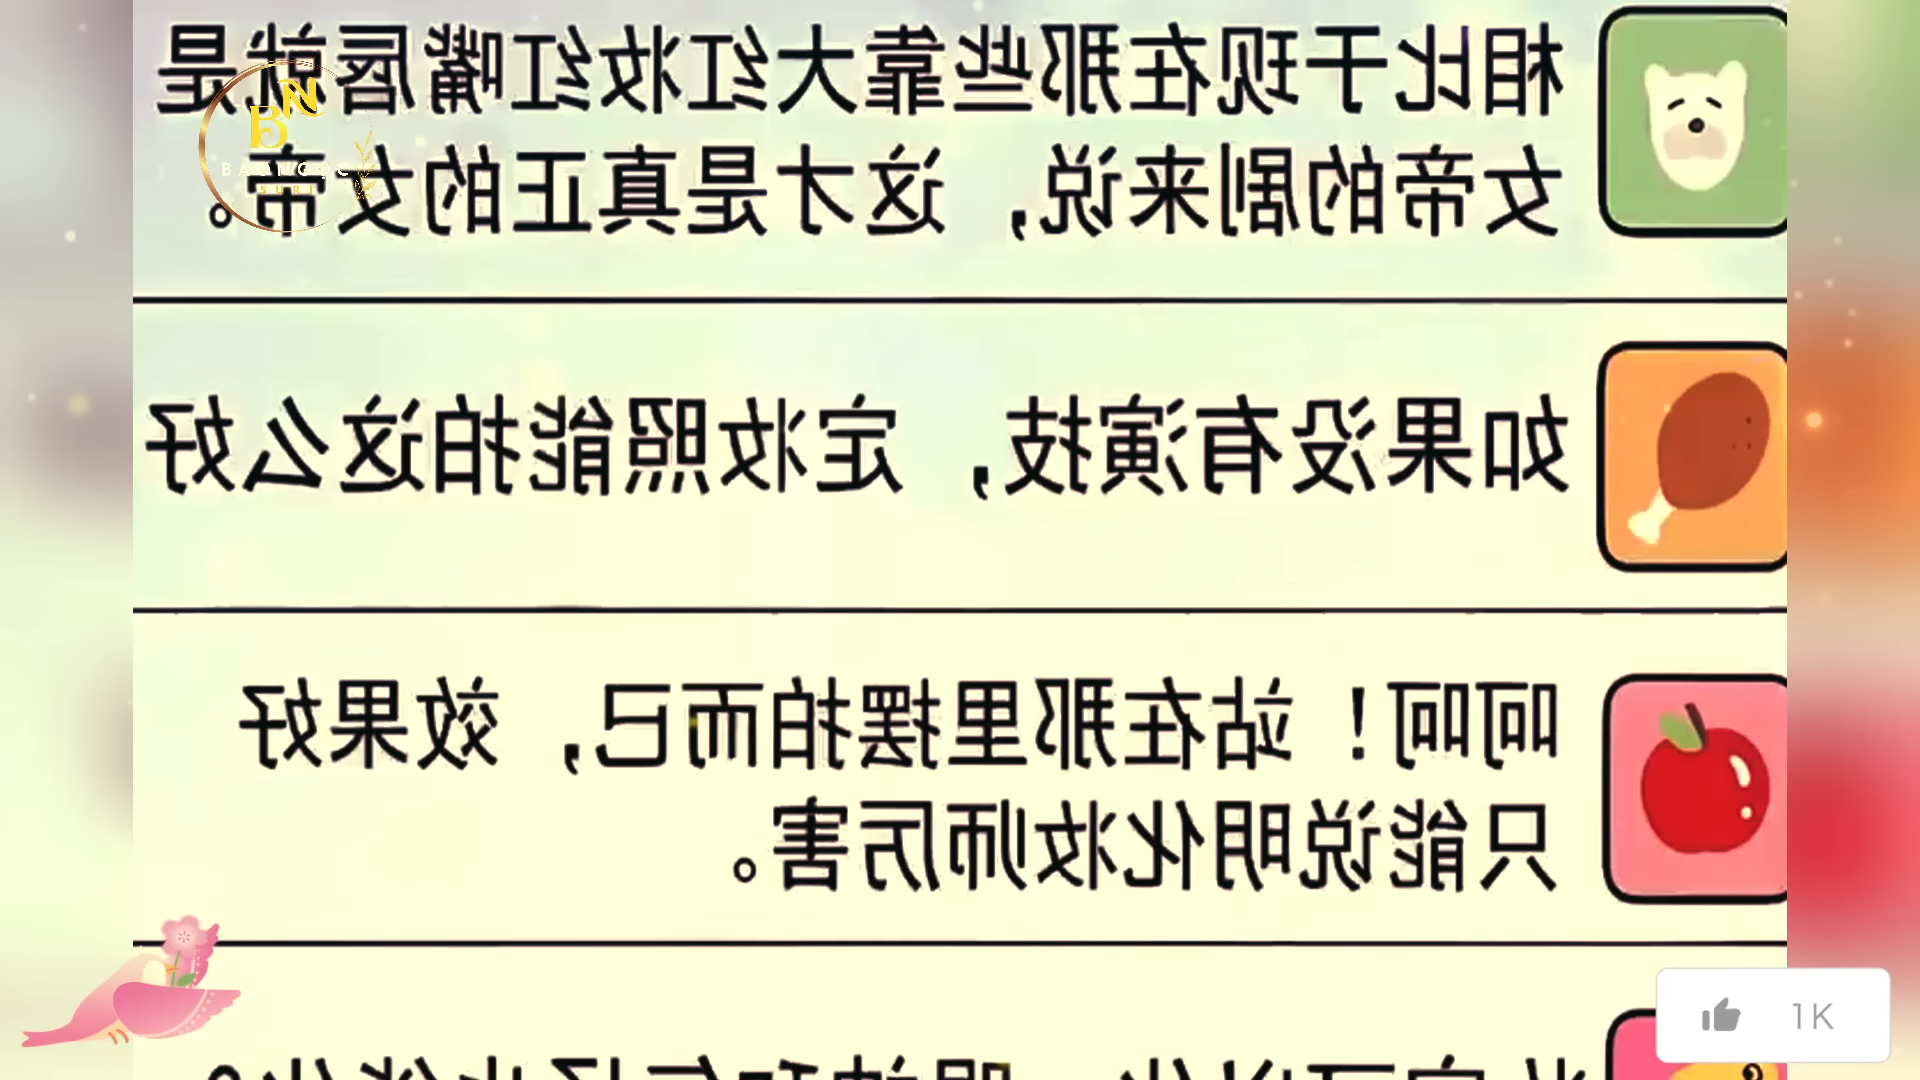 相比于现在那些靠大红妆红嘴唇就是
女帝的剧来说，这才是真正的女帝。
BN
BAONGOC
SURI
如果没有演技，定妆照能拍这么好
呵呵！站在那里摆拍而已，效果好
只能说明化妆师厉害。
1K